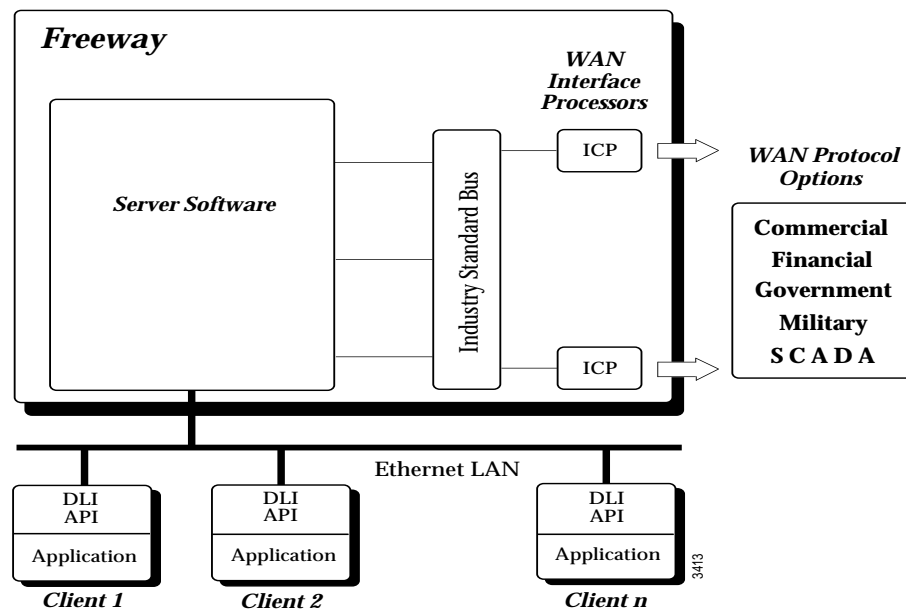 Freeway
WAN
Interface
Processors
Server Software
Industry Standard Bus
ICP
ICP
WAN Protocol
Options
Commercial
Financial
Government
Military
S C A D A
Ethernet LAN
DLI
API
Application
Client 1
DLI
API
Application
Client 2
DLI
API
Application
Client n
3413